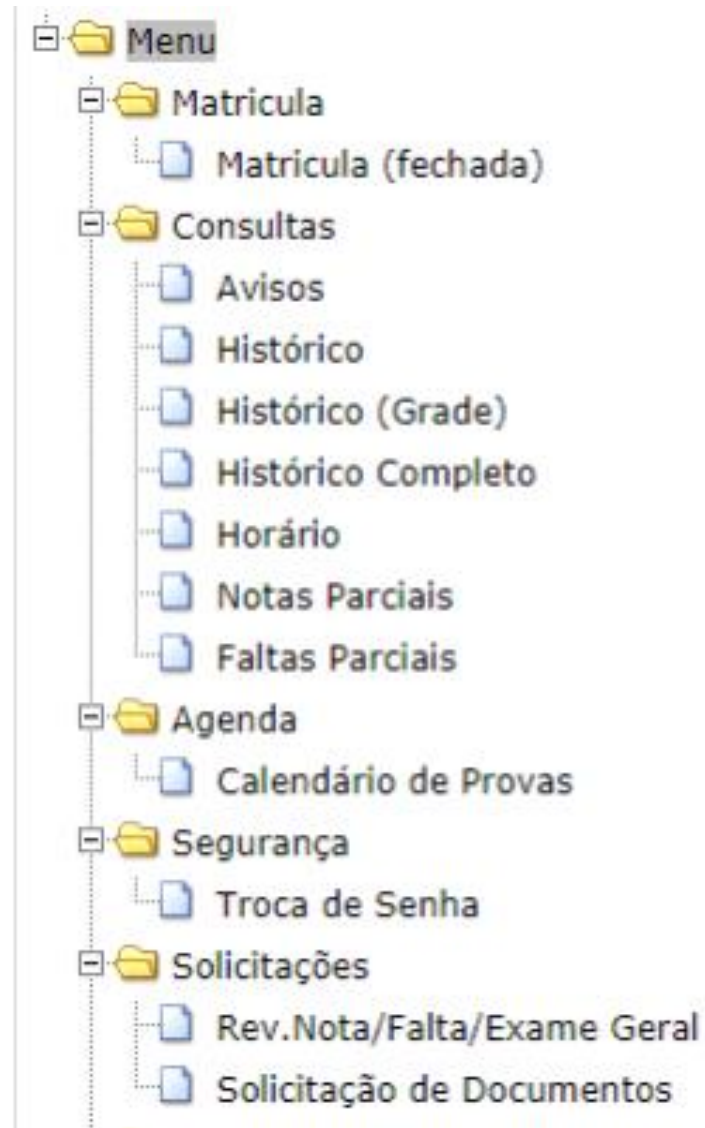 Menu
Matricula
Matricula (fechada)
Consultas
Avisos
Histórico
Histórico (Grade)
Histórico Completo
Horário
Notas Parciais
Faltas Parciais
Agenda
Calendário de Provas
Segurança
Troca de Senha
Solicitações
Rev.Nota/Falta/Exame Geral
Solicitação de Documentos